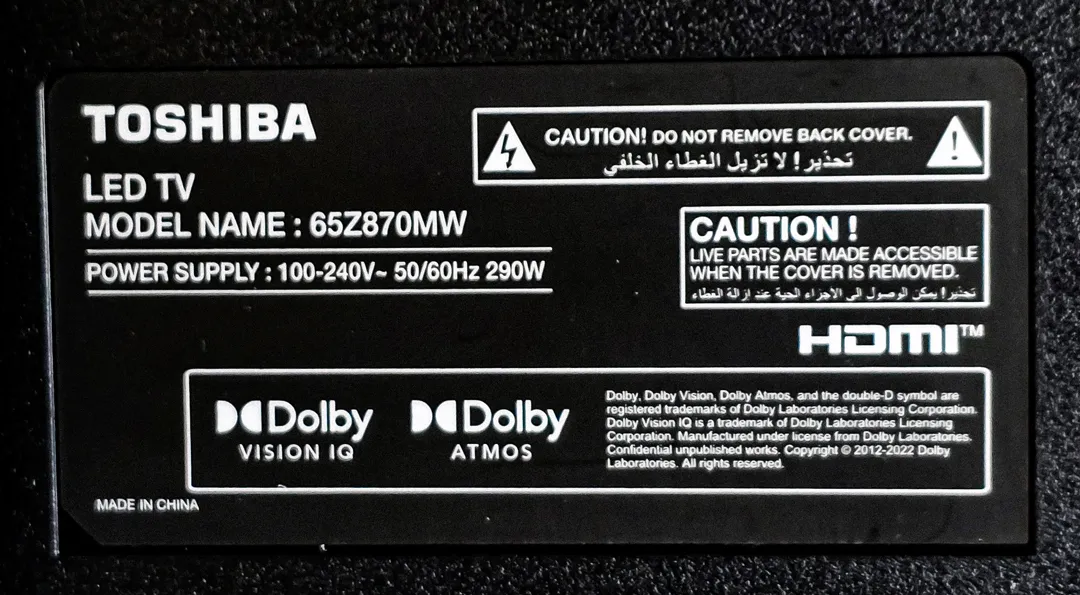 TOSHIBA
LED TV
MODEL NAME : 65Z870MW
POWER SUPPLY : 100-240V~ 50/60Hz 290W
CAUTION! DO NOT REMOVE BACK COVER.
تحذير! لا تزيل الغطاء الخلفي
CAUTION !
LIVE PARTS ARE MADE ACCESSIBLE
WHEN THE COVER IS REMOVED.
تحذير! يمكن الوصول الى الأجزاء الحية عند إزالة الغطاء
HDMI™
Dolby
VISION IQ
Dolby
ATMOS
Dolby, Dolby Vision, Dolby Atmos, and the double-D symbol are
registered trademarks of Dolby Laboratories Licensing Corporation.
Dolby Vision IQ is a trademark of Dolby Laboratories Licensing
Corporation. Manufactured under license from Dolby Laboratories.
Confidential unpublished works. Copyright © 2012-2022 Dolby
Laboratories. All rights reserved.
MADE IN CHINA